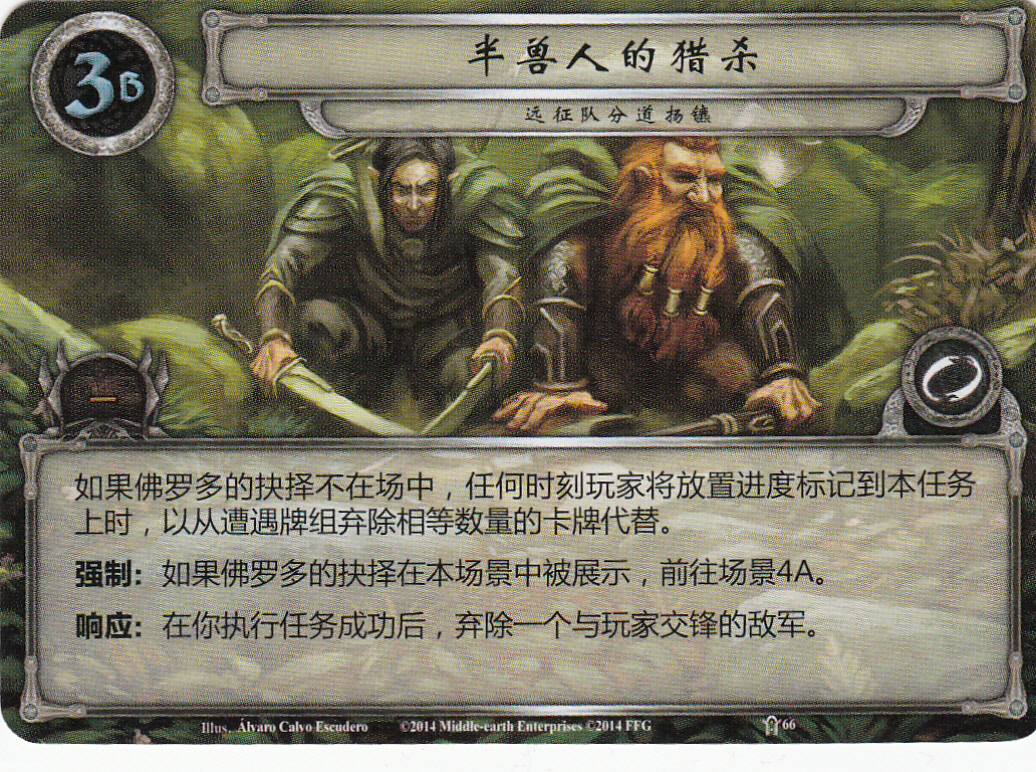 3B
半兽人的猎杀
远征队分道扬镳
-
如果佛罗多的抉择不在场中，任何时刻玩家将放置进度标记到本任务
上时，以从遭遇牌组弃除相等数量的卡牌代替。
强制：如果佛罗多的抉择在本场景中被展示，前往场景4A。
响应：在你执行任务成功后，弃除一个与玩家交锋的敌军。
Illus. Álvaro Calvo Escudero ©2014 Middle-earth Enterprises ©2014 FFG 66